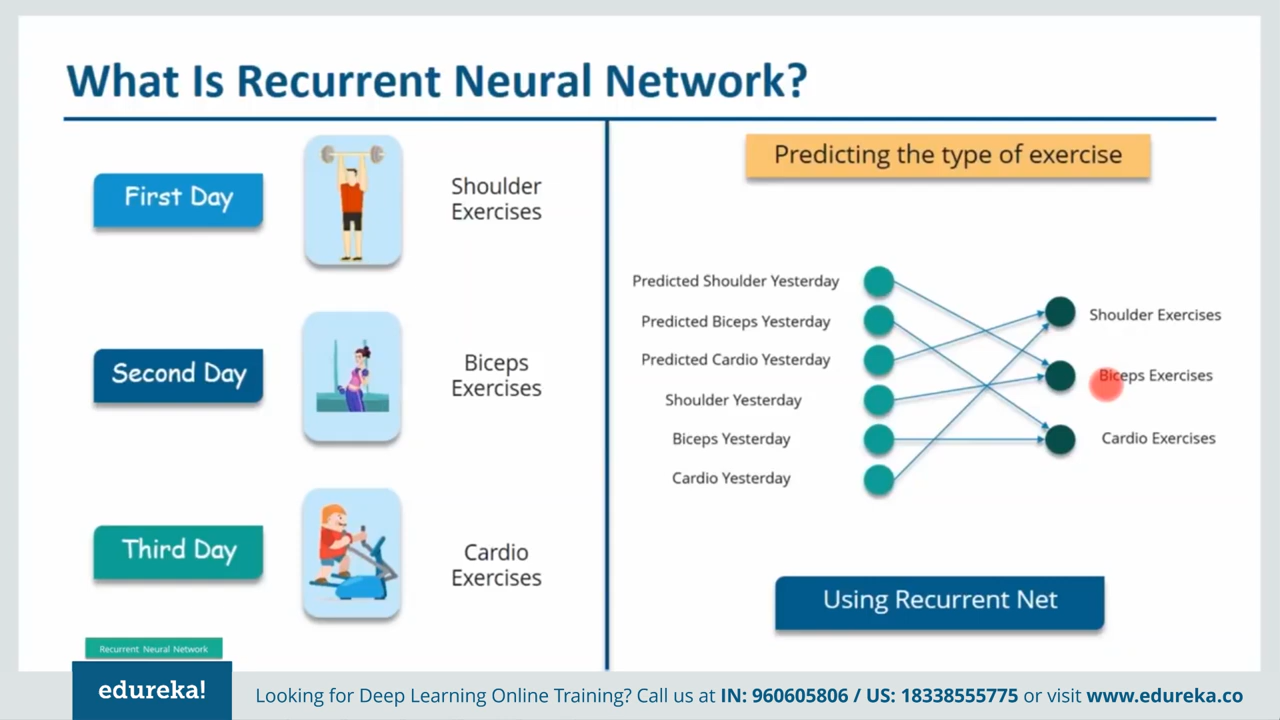 What Is Recurrent Neural Network?
First Day
Shoulder
Exercises
Second Day
Biceps
Exercises
Third Day
Cardio
Exercises
Predicting the type of exercise
Predicted Shoulder Yesterday
Predicted Biceps Yesterday
Predicted Cardio Yesterday
Shoulder Yesterday
Biceps Yesterday
Cardio Yesterday
Shoulder Exercises
Biceps Exercises
Cardio Exercises
Using Recurrent Net
Recurrent Neural Network
edureka!
Looking for Deep Learning Online Training? Call us at IN: 960605806 / US: 18338555775 or visit www.edureka.co